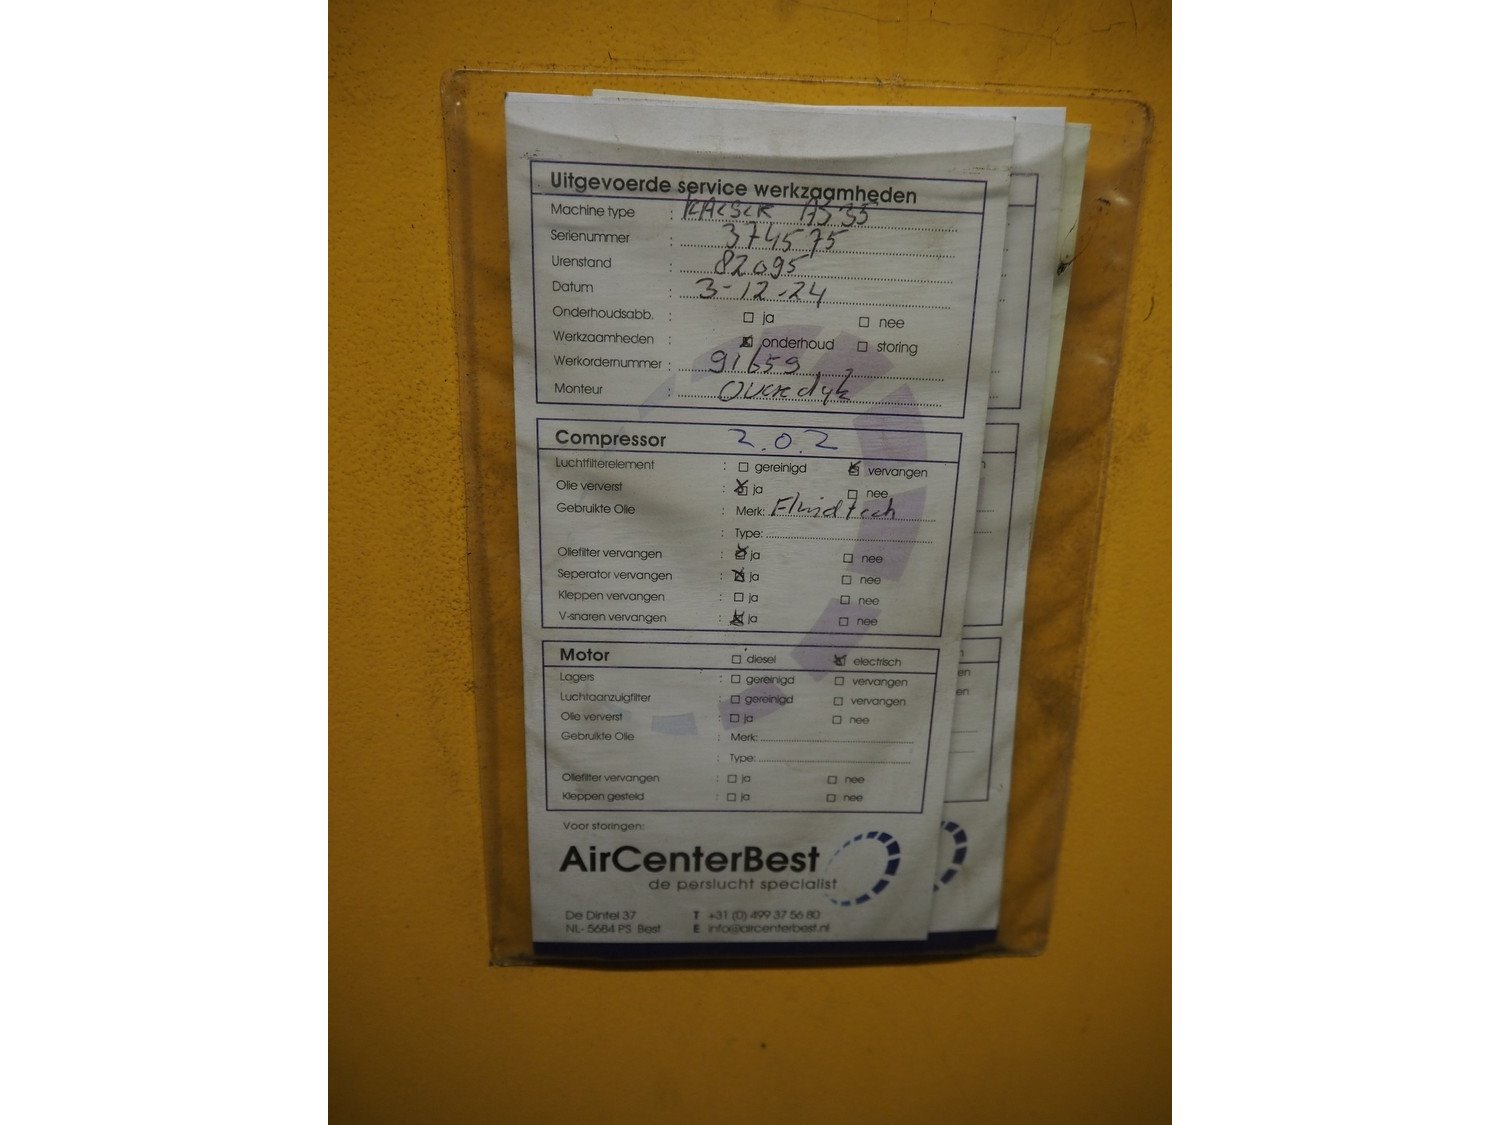 Uitgevoerde service werkzaamheden
Machine type : KAESER AS 35
Serienummer : 374575
Urenstand : 82095
Datum : 3-12-24
Onderhoudsabb. : ja nee
Werkzaamheden : onderhoud storing
Werkordernummer : 91659
Monteur : Overdijk
Compressor 2.0.2
Luchtfilterelement : gereinigd vervangen
Olie ververst : ja nee
Gebruikte Olie : Merk: Fluidtech
: Type:
Oliefilter vervangen : ja nee
Seperator vervangen : ja nee
Kleppen vervangen : ja nee
V-snaren vervangen : ja nee
Motor diesel electrisch
Lagers : gereinigd vervangen
Luchtaanzuigfilter : gereinigd vervangen
Olie ververst : ja nee
Gebruikte Olie : Merk:
: Type:
Oliefilter vervangen : ja nee
Kleppen gesteld : ja nee
Voor storingen:
AirCenterBest
de perslucht specialist
De Dintel 37 T +31 (0) 499 37 56 80
NL- 5684 PS Best E info@aircenterbest.nl